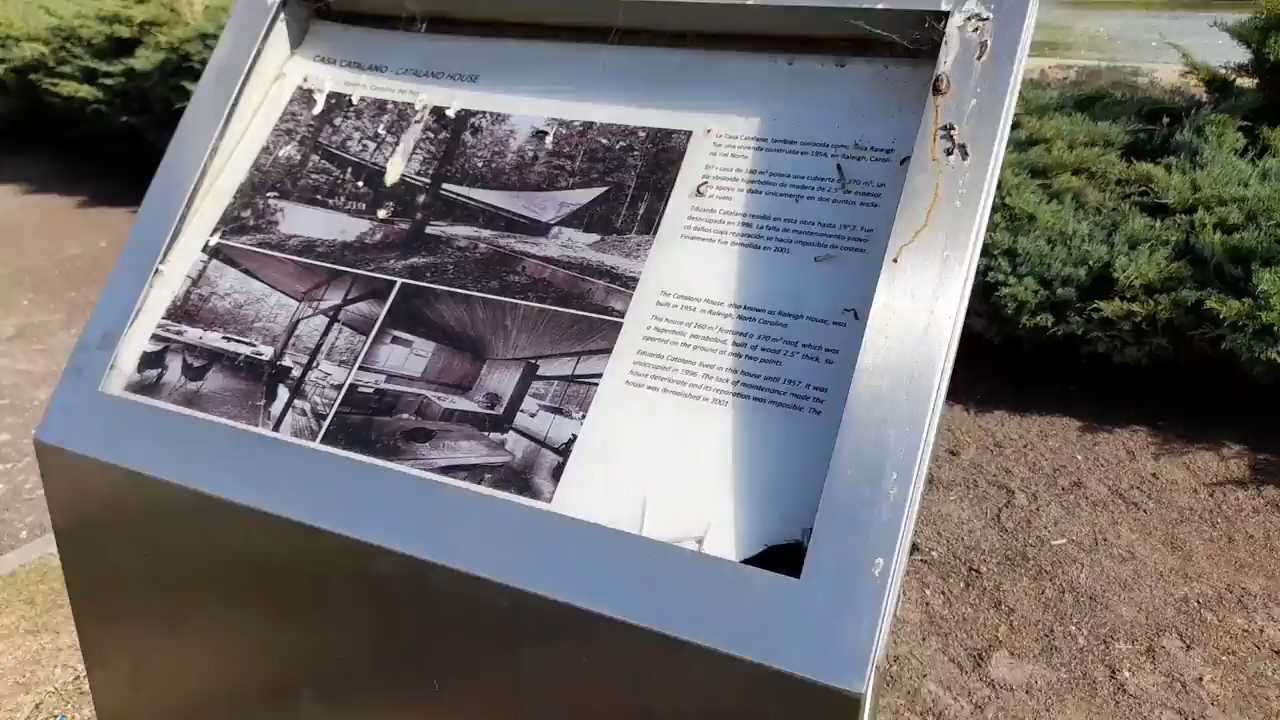 CASA CATALANO - CATALANO HOUSE
Carolina del
La Casa Catalano, también conocida como Casa Raleigh
fue una vivienda construida en 1954, en Raleigh, Caroli-
na del Norte.
casa de 160 m² poseía una cubierta 370 m², un
hiperbólico de madera de 2.5" de espesor.
apoyo se daba únicamente en dos puntos ancla-
al suelo.
Eduardo Catalano residió en esta obra hasta Fue
desocupada en 1996. La falta de mantenimiento provo-
có daños cuya reparación se hacía imposible de costear.
Finalmente fue demolida en 2001.
The Catalano House, also known as Raleigh House, was
built in 1954, in Raleigh, North Carolina.
This house of 160 m² featured a 370 m² roof, which was
a hyperbolic paraboloid, built of wood 2.5" thick, su-
pported on the ground at only two points.
Eduardo Catalano lived in this house until 1957. It was
unoccupied in 1996. The lack of maintenance made the
house deteriorate and its reparation was imposible. The
house was demolished in 2001